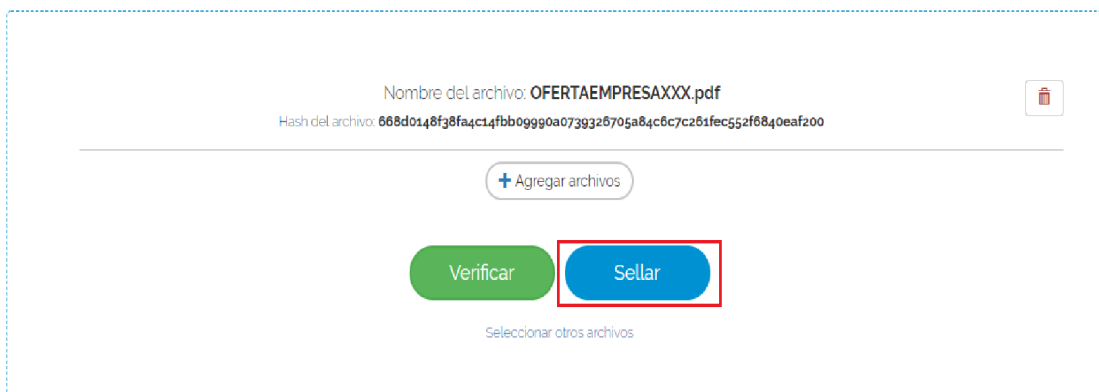 Nombre del archivo: OFERTAEMPRESAXXX.pdf
Hash del archivo: 668d0148f38fa4c14fbb09990a0739326705a84c6c7c261fec552f6840eaf200
+ Agregar archivos
Verificar
Sellar
Seleccionar otros archivos